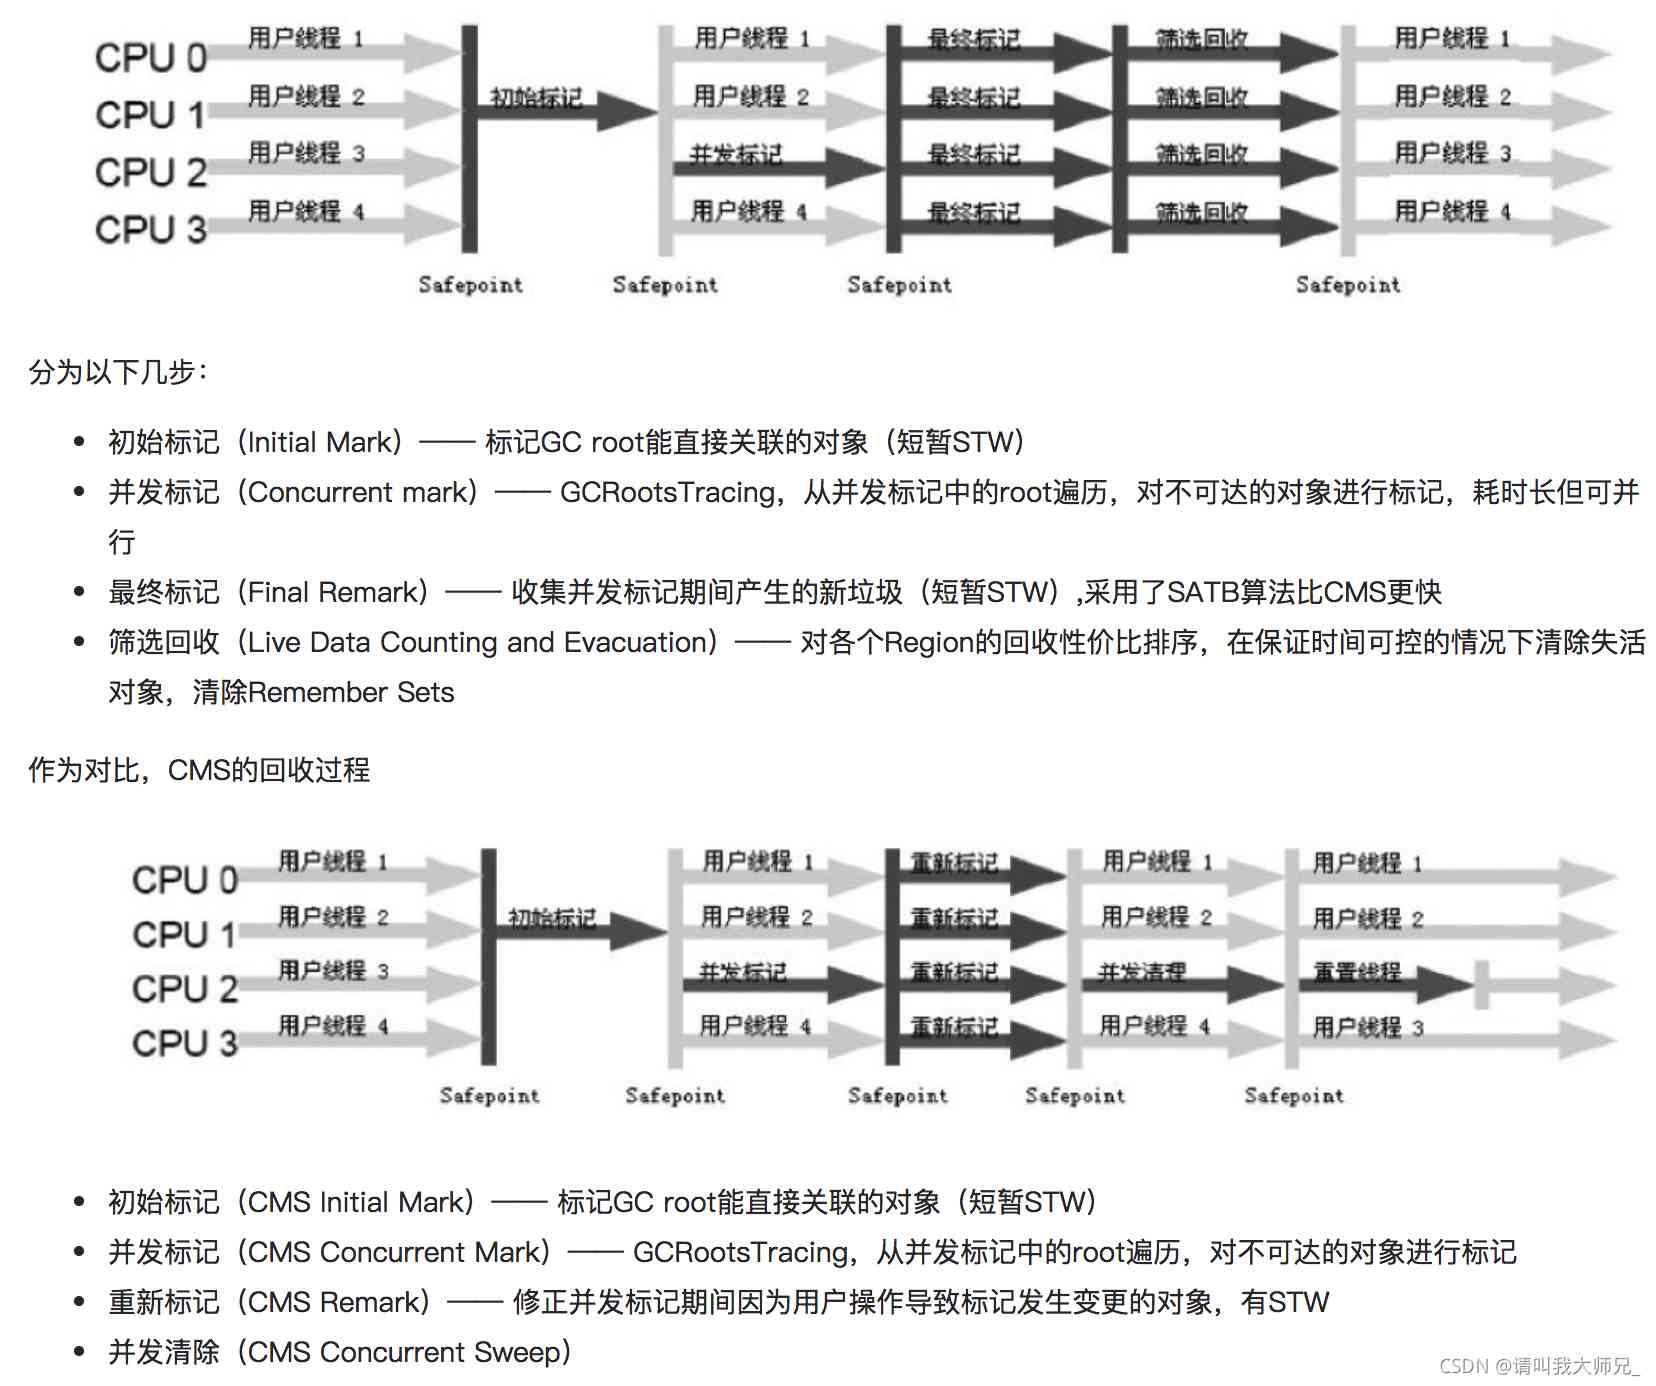 CPU 0 用户线程 1 用户线程 1 最终标记 筛选回收 用户线程 1
CPU 1 用户线程 2 初始标记 用户线程 2 最终标记 筛选回收 用户线程 2
CPU 2 用户线程 3 并发标记 最终标记 筛选回收 用户线程 3
CPU 3 用户线程 4 用户线程 4 最终标记 筛选回收 用户线程 4
Safepoint Safepoint Safepoint Safepoint
分为以下几步：
• 初始标记（Initial Mark）—— 标记GC root能直接关联的对象（短暂STW）
• 并发标记（Concurrent mark）—— GCRootsTracing，从并发标记中的root遍历，对不可达的对象进行标记，耗时长但可并
行
• 最终标记（Final Remark）—— 收集并发标记期间产生的新垃圾（短暂STW）,采用了SATB算法比CMS更快
• 筛选回收（Live Data Counting and Evacuation）—— 对各个Region的回收性价比排序，在保证时间可控的情况下清除失活
对象，清除Remember Sets
作为对比，CMS的回收过程
CPU 0 用户线程 1 用户线程 1 重新标记 用户线程 1 用户线程 1
CPU 1 用户线程 2 初始标记 用户线程 2 重新标记 用户线程 2 用户线程 2
CPU 2 用户线程 3 并发标记 重新标记 并发清理 重置线程
CPU 3 用户线程 4 用户线程 4 重新标记 用户线程 4 用户线程 3
Safepoint Safepoint Safepoint Safepoint Safepoint
• 初始标记（CMS Initial Mark）—— 标记GC root能直接关联的对象（短暂STW）
• 并发标记（CMS Concurrent Mark）—— GCRootsTracing，从并发标记中的root遍历，对不可达的对象进行标记
• 重新标记（CMS Remark）—— 修正并发标记期间因为用户操作导致标记发生变更的对象，有STW
• 并发清除（CMS Concurrent Sweep）
CSDN @请叫我大师兄_